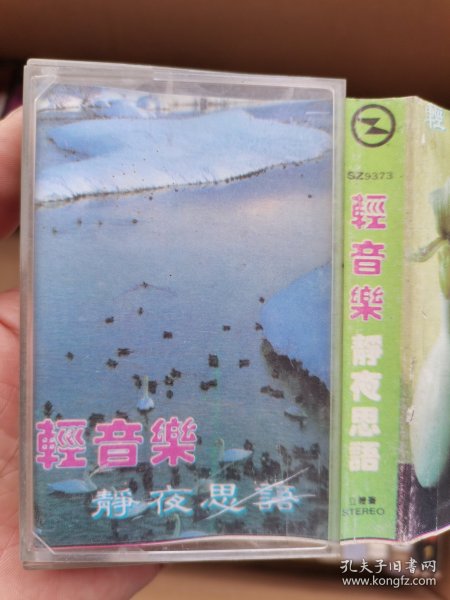 輕音樂
靜夜思語
SZ9373
輕音樂
靜夜思語
STEREO
孔夫子旧书网
www.kongfz.com